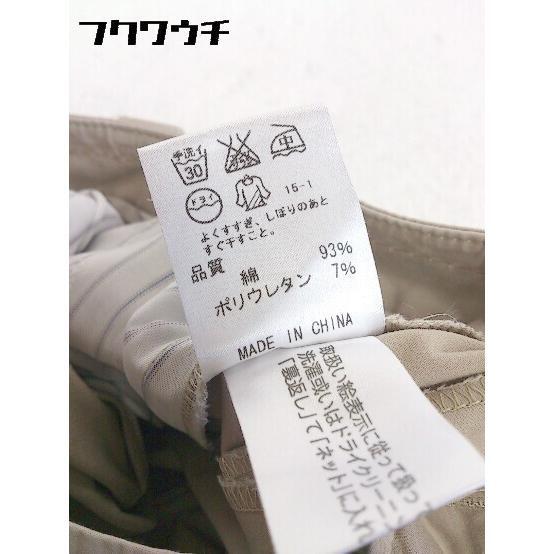 フクワウチ
手洗イ
30
中
ドライ
15-1
よくすすぎ、しぼりのあと
すぐ干すこと。
品質 綿 93%
ポリウレタン 7%
MADE IN CHINA
取扱い絵表示に従って扱っ
洗濯或いはドライクリーニン
「裏返し」て「ネット」に入れ